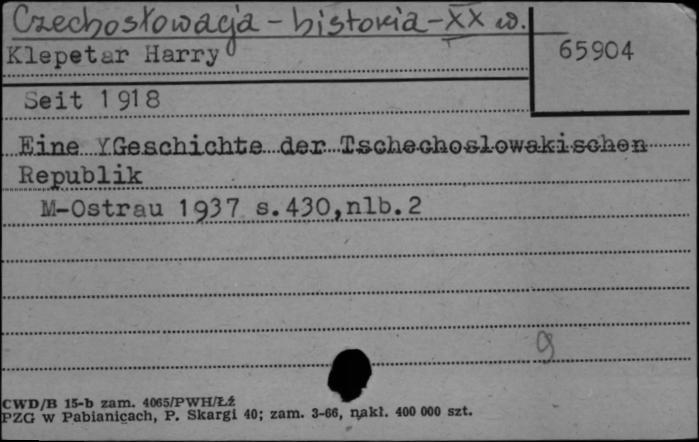 Czechosłowacja - historia - XX w.
Klepetar Harry
65904
Seit 1918
Eine YGeschichte der Tschechoslowakischen
Republik
M-Ostrau 1937 s.430,nlb.2
g
CWD/B 15-b zam. 4065/PWH/Łź
PZG w Pabianicach, P. Skargi 40; zam. 3-66, nakł. 400 000 szt.